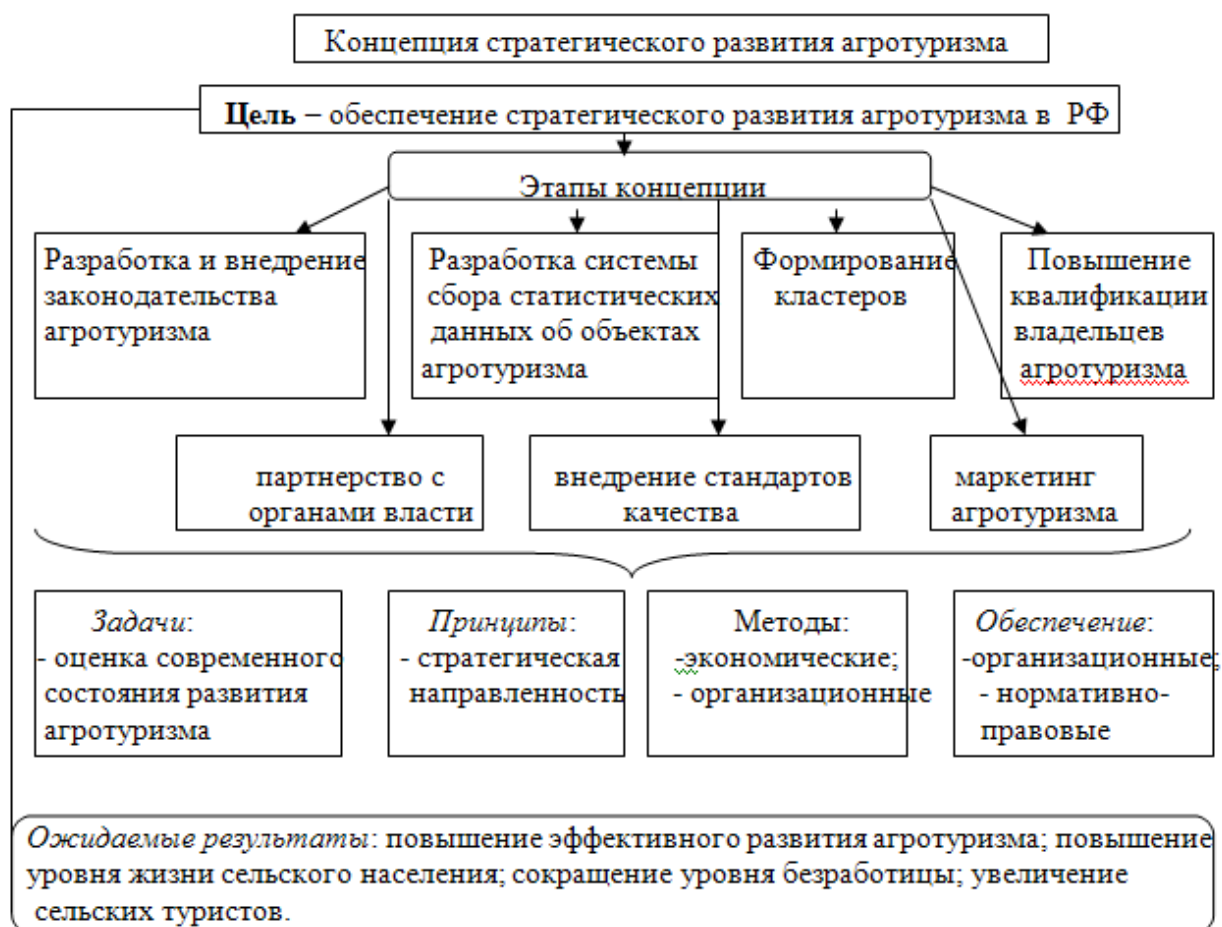 Концепция стратегического развития агротуризма
Цель – обеспечение стратегического развития агротуризма в РФ
Этапы концепции
Разработка и внедрение
законодательства
агротуризма
Разработка системы
сбора статистических
данных об объектах
агротуризма
Формирование
кластеров
Повышение
квалификации
владельцев
агротуризма
партнерство с
органами власти
внедрение стандартов
качества
маркетинг
агротуризма
Задачи:
- оценка современного
состояния развития
агротуризма
Принципы:
- стратегическая
направленность
Методы:
-экономические;
- организационные
Обеспечение:
-организационные;
- нормативно-
правовые
Ожидаемые результаты: повышение эффективного развития агротуризма; повышение
уровня жизни сельского населения; сокращение уровня безработицы; увеличение
сельских туристов.